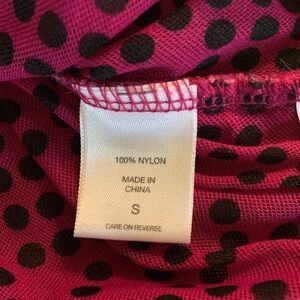 100% NYLON
MADE IN
CHINA
S
CARE ON REVERSE